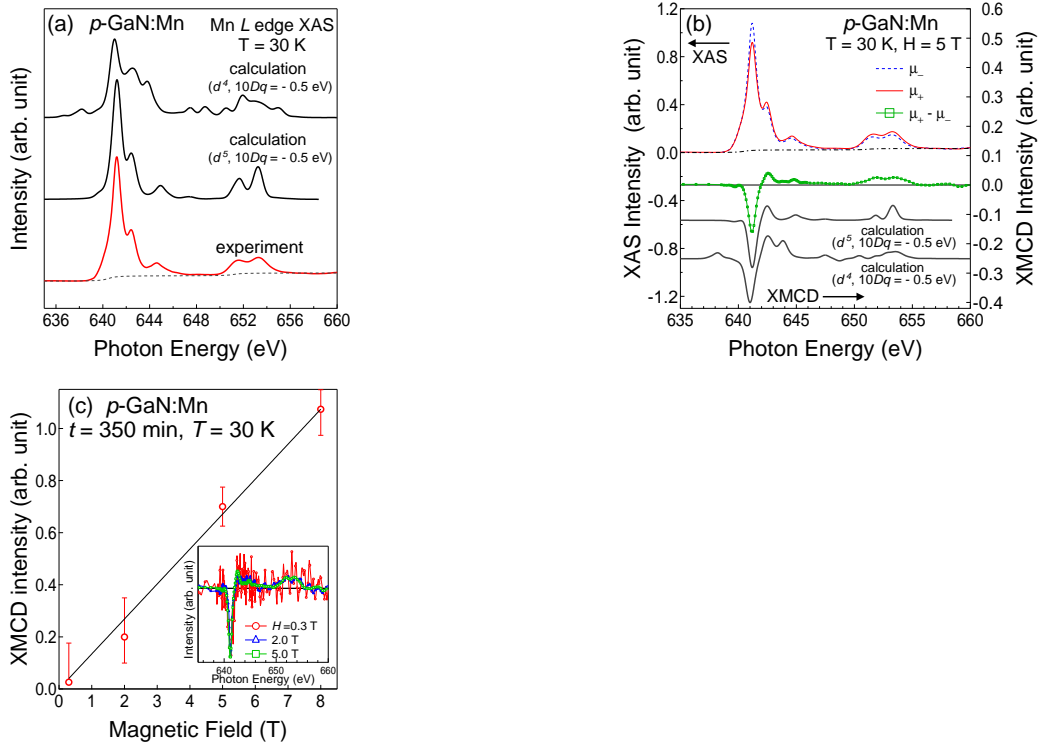 (a) p-GaN:Mn
Mn L edge XAS
T = 30 K
calculation
(d⁴, 10Dq = - 0.5 eV)
calculation
(d⁵, 10Dq = - 0.5 eV)
experiment
Intensity (arb. unit)
636 640 644 648 652 656 660
Photon Energy (eV)
(b) p-GaN:Mn
T = 30 K, H = 5 T
XAS
μ₋
μ₊
μ₊ - μ₋
calculation
(d⁵, 10Dq = - 0.5 eV)
calculation
(d⁴, 10Dq = - 0.5 eV)
XMCD
XAS Intensity (arb. unit)
1.2
0.8
0.4
0.0
-0.4
-0.8
-1.2
XMCD Intensity (arb. unit)
0.6
0.5
0.4
0.3
0.2
0.1
0.0
-0.1
-0.2
-0.3
-0.4
635 640 645 650 655 660
Photon Energy (eV)
(c) p-GaN:Mn
t = 350 min, T = 30 K
XMCD intensity (arb. unit)
1.0
0.8
0.6
0.4
0.2
0.0
0 1 2 3 4 5 6 7 8
Magnetic Field (T)
Intensity (arb. unit)
H =0.3 T
2.0 T
5.0 T
640 650 660
Photon Energy (eV)